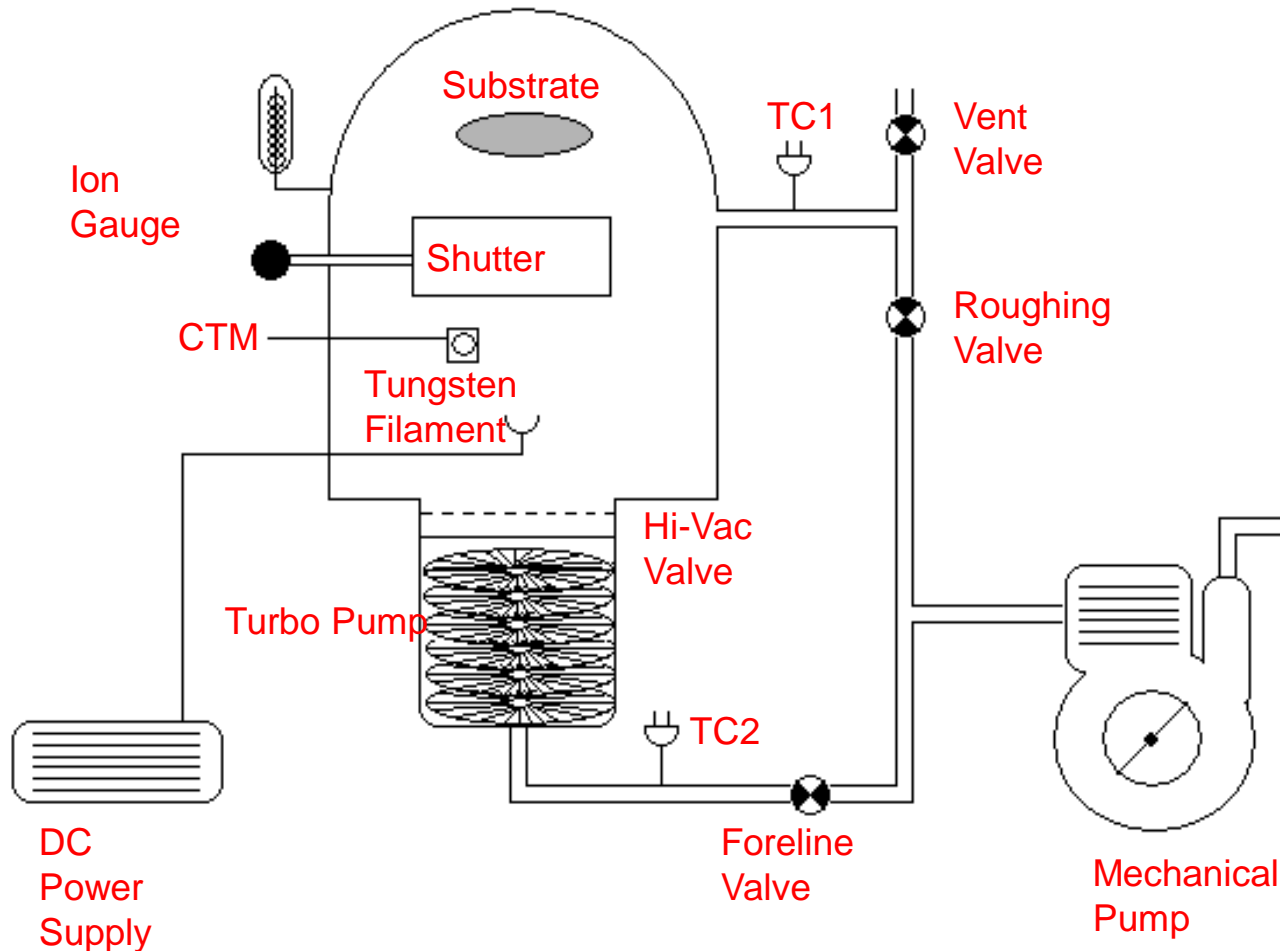 Substrate
TC1
Vent
Valve
Ion
Gauge
Shutter
Roughing
Valve
CTM
Tungsten
Filament
Hi-Vac
Valve
Turbo Pump
TC2
DC
Power
Supply
Foreline
Valve
Mechanical
Pump